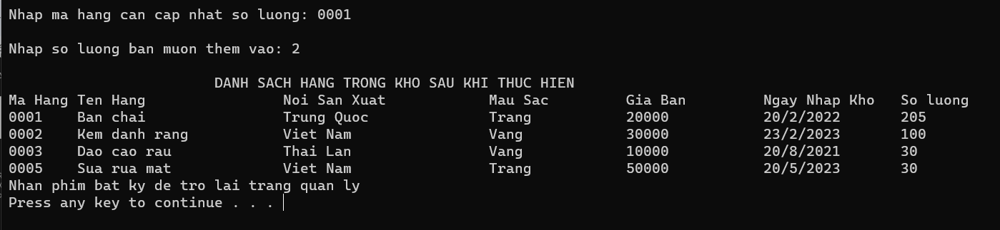 Nhap ma hang can cap nhat so luong: 0001
Nhap so luong ban muon them vao: 2
DANH SACH HANG TRONG KHO SAU KHI THUC HIEN
Ma Hang Ten Hang Noi San Xuat Mau Sac Gia Ban Ngay Nhap Kho So luong
0001 Ban chai Trung Quoc Trang 20000 20/2/2022 205
0002 Kem danh rang Viet Nam Vang 30000 23/2/2023 100
0003 Dao cao rau Thai Lan Vang 10000 20/8/2021 30
0005 Sua rua mat Viet Nam Trang 50000 20/5/2023 30
Nhan phim bat ky de tro lai trang quan ly
Press any key to continue . . .